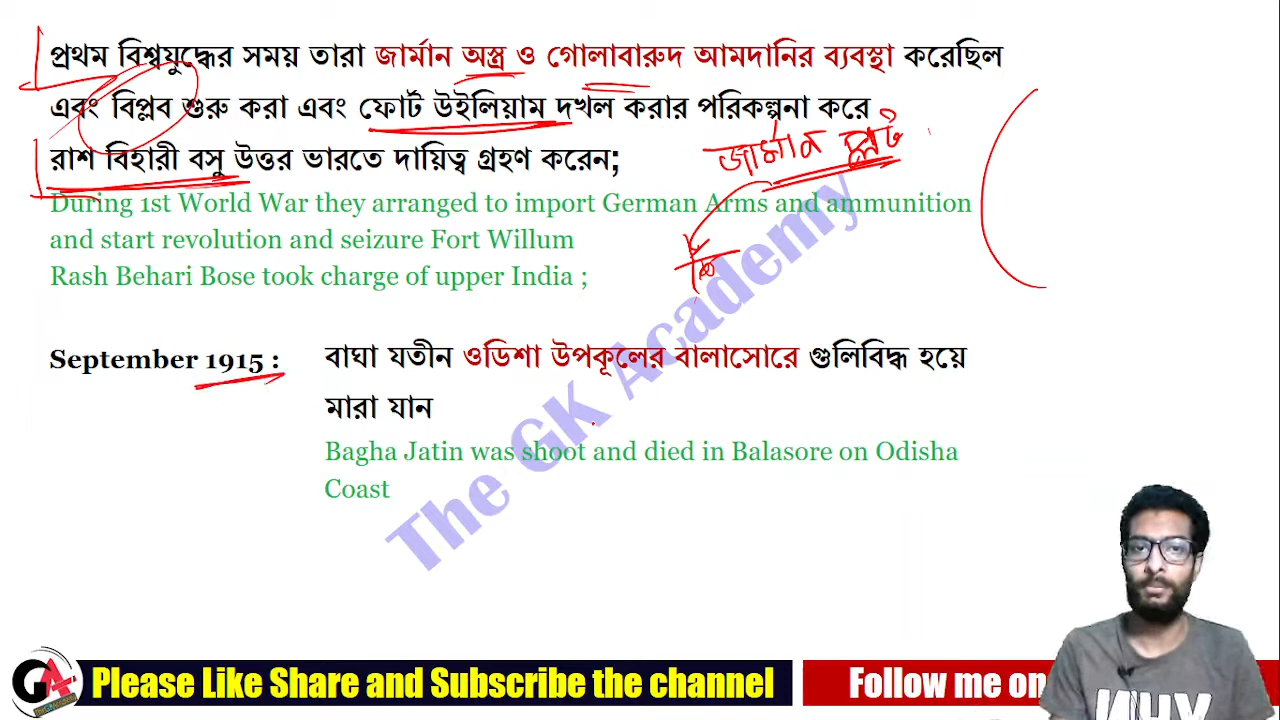 প্রথম বিশ্বযুদ্ধের সময় তারা জার্মান অস্ত্র ও গোলাবারুদ আমদানির ব্যবস্থা করেছিল
এবং বিপ্লব শুরু করা এবং ফোর্ট উইলিয়াম দখল করার পরিকল্পনা করে
জার্মান প্লট
রাশ বিহারী বসু উত্তর ভারতে দায়িত্ব গ্রহণ করেন;
During 1st World War they arranged to import German Arms and ammunition
and start revolution and seizure Fort Willum
Rash Behari Bose took charge of upper India ;
September 1915 : বাঘা যতীন ওডিশা উপকূলের বালাসোরে গুলিবিদ্ধ হয়ে
মারা যান
Bagha Jatin was shoot and died in Balasore on Odisha
Coast
The GK Academy
GA
Please Like Share and Subscribe the channel
Follow me on